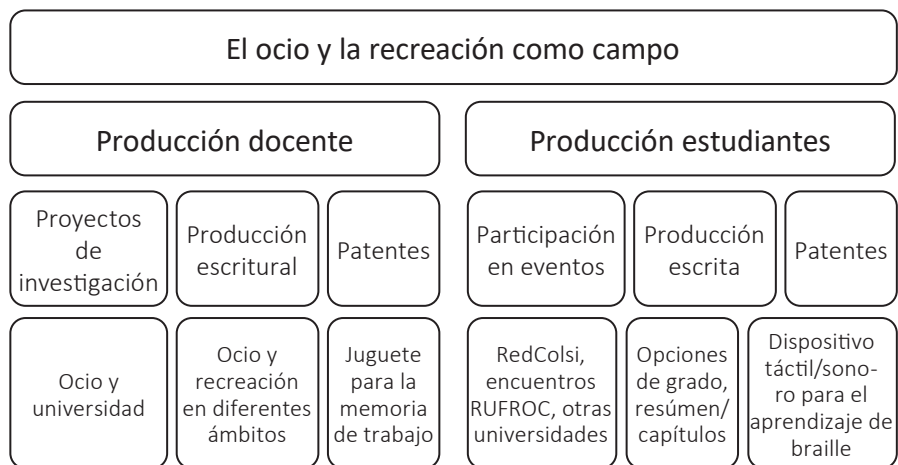 El ocio y la recreación como campo
Producción docente
Producción estudiantes
Proyectos
de
investigación
Producción
escritural
Patentes
Participación
en eventos
Producción
escrita
Patentes
Ocio y
universidad
Ocio y
recreación
en diferentes
ámbitos
Juguete
para la
memoria
de trabajo
RedColsi,
encuentros
RUFROC, otras
universidades
Opciones
de grado,
resúmen/
capítulos
Dispositivo
táctil/sono-
ro para el
aprendizaje de
braille